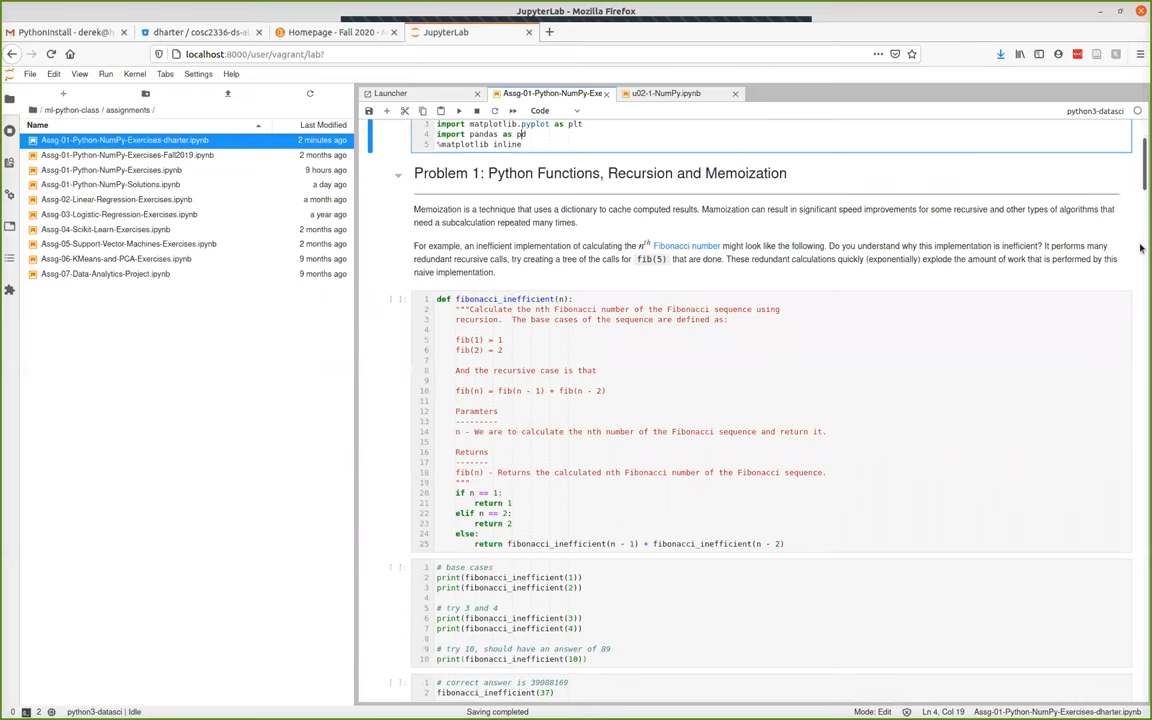 JupyterLab - Mozilla Firefox
PythonInstall - derek@h
dharter / cosc2336-ds-a
Homepage - Fall 2020 -
JupyterLab
localhost:8000/user/vagrant/lab?
File Edit View Run Kernel Tabs Settings Help
Launcher
Assg-01-Python-NumPy-Exe
u02-1-NumPy.ipynb
/ ml-python-class / assignments /
Code
python3-datasci
Name Last Modified
Assg-01-Python-NumPy-Exercises-dharter.ipynb 2 minutes ago
Assg-01-Python-NumPy-Exercises-Fall2019.ipynb 2 months ago
Assg-01-Python-NumPy-Exercises.ipynb 9 hours ago
Assg-01-Python-NumPy-Solutions.ipynb a day ago
Assg-02-Linear-Regression-Exercises.ipynb a month ago
Assg-03-Logistic-Regression-Exercises.ipynb a year ago
Assg-04-Scikit-Learn-Exercises.ipynb 2 months ago
Assg-05-Support-Vector-Machines-Exercises.ipynb 9 months ago
Assg-06-KMeans-and-PCA-Exercises.ipynb 9 months ago
Assg-07-Data-Analytics-Project.ipynb 9 months ago
3 import matplotlib.pyplot as plt
4 import pandas as pd
5 %matplotlib inline
Problem 1: Python Functions, Recursion and Memoization
Memoization is a technique that uses a dictionary to cache computed results. Mamoization can result in significant speed improvements for some recursive and other types of algorithms that
need a subcalculation repeated many times.
For example, an inefficient implementation of calculating the nth Fibonacci number might look like the following. Do you understand why this implementation is inefficient? It performs many
redundant recursive calls, try creating a tree of the calls for fib(5) that are done. These redundant calculations quickly (exponentially) explode the amount of work that is performed by this
naive implementation.
[ ]: 1 def fibonacci_inefficient(n):
2 """Calculate the nth Fibonacci number of the Fibonacci sequence using
3 recursion. The base cases of the sequence are defined as:
4
5 fib(1) = 1
6 fib(2) = 2
7
8 And the recursive case is that
9
10 fib(n) = fib(n - 1) + fib(n - 2)
11
12 Paramters
13 ---------
14 n - We are to calculate the nth number of the Fibonacci sequence and return it.
15
16 Returns
17 -------
18 fib(n) - Returns the calculated nth Fibonacci number of the Fibonacci sequence.
19 """
20 if n == 1:
21 return 1
22 elif n == 2:
23 return 2
24 else:
25 return fibonacci_inefficient(n - 1) + fibonacci_inefficient(n - 2)
[ ]: 1 # base cases
2 print(fibonacci_inefficient(1))
3 print(fibonacci_inefficient(2))
4
5 # try 3 and 4
6 print(fibonacci_inefficient(3))
7 print(fibonacci_inefficient(4))
8
9 # try 10, should have an answer of 89
10 print(fibonacci_inefficient(10))
[ ]: 1 # correct answer is 39088169
2 fibonacci_inefficient(37)
0 2 python3-datasci | Idle
Saving completed
Mode: Edit
Ln 4, Col 19
Assg-01-Python-NumPy-Exercises-dharter.ipynb